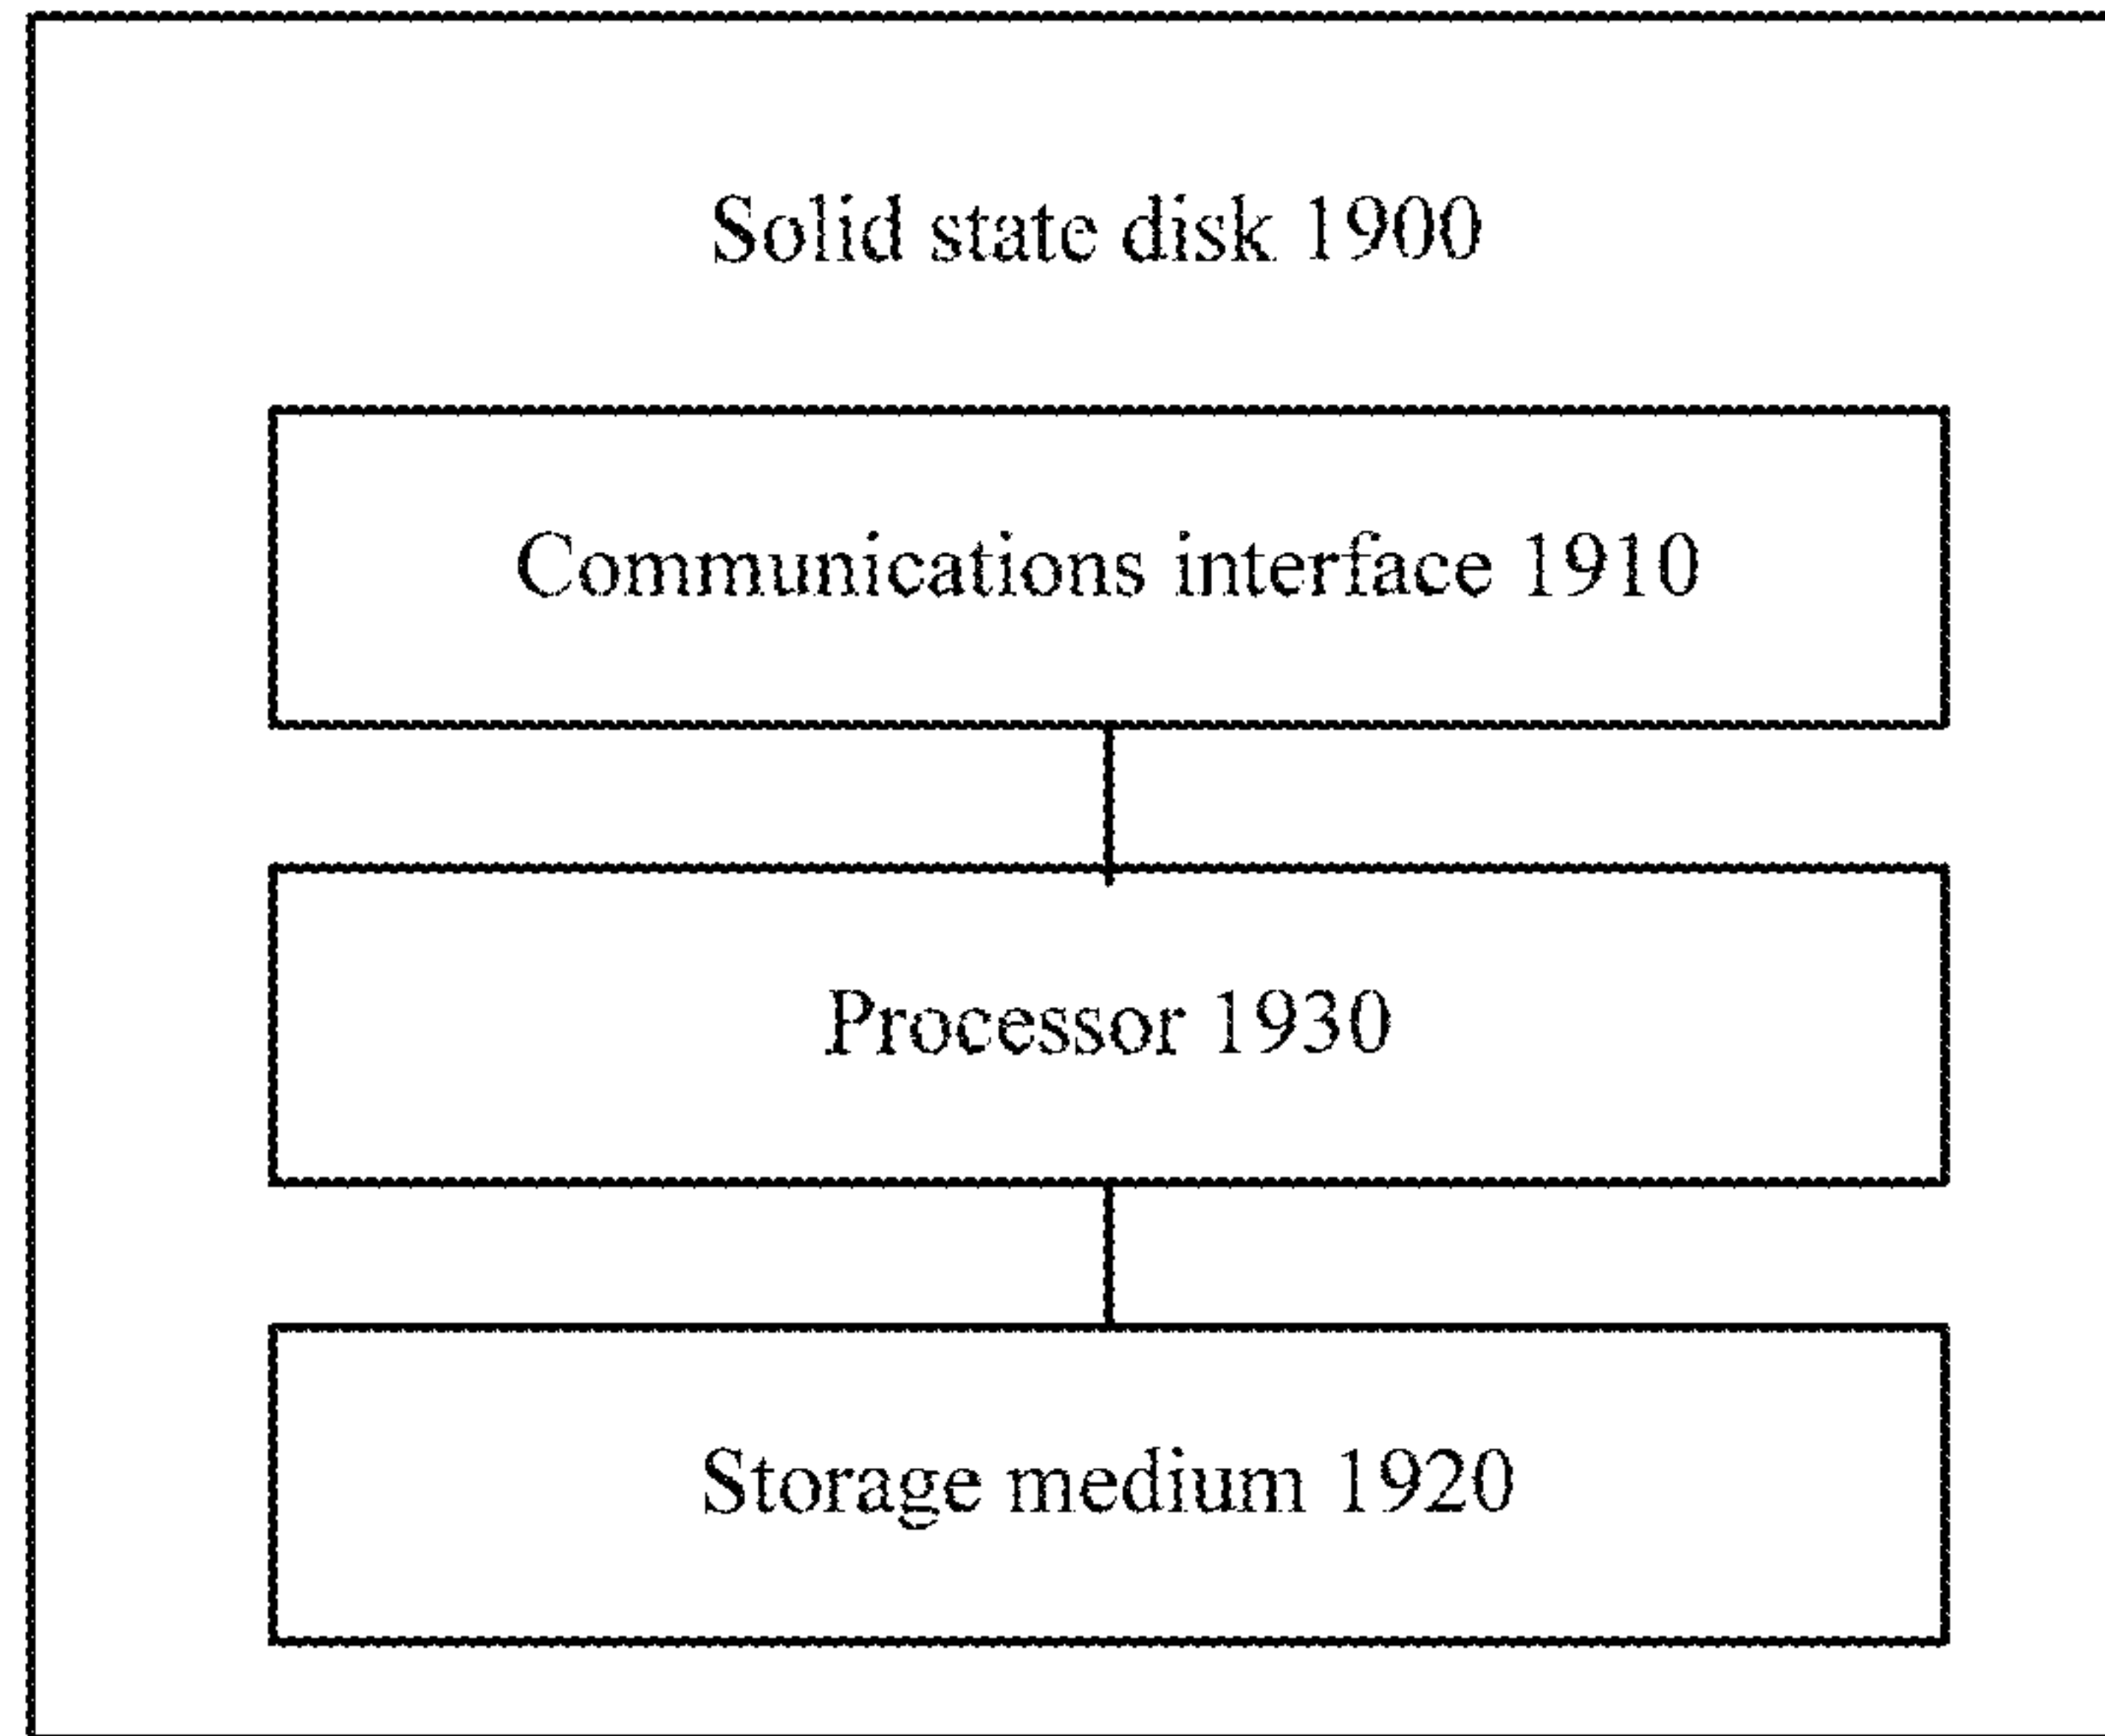 Solid state disk 1900
Communications interface 1910
Processor 1930
Storage medium 1920